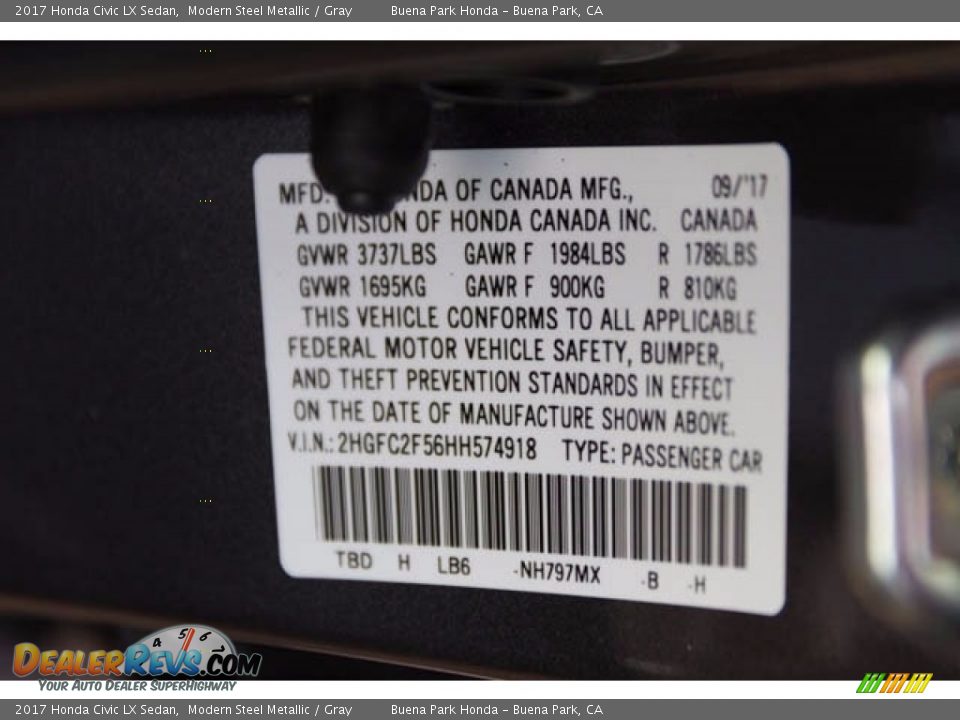 2017 Honda Civic LX Sedan,  Modern Steel Metallic / Gray    Buena Park Honda – Buena Park, CA
MFD. NDA OF CANADA MFG., 09/'17
A DIVISION OF HONDA CANADA INC. CANADA
GVWR 3737LBS GAWR F 1984LBS R 1786LBS
GVWR 1695KG GAWR F 900KG R 810KG
THIS VEHICLE CONFORMS TO ALL APPLICABLE
FEDERAL MOTOR VEHICLE SAFETY, BUMPER,
AND THEFT PREVENTION STANDARDS IN EFFECT
ON THE DATE OF MANUFACTURE SHOWN ABOVE.
V.I.N.: 2HGFC2F56HH574918 TYPE: PASSENGER CAR
TBD H LB6 -NH797MX -B -H
4 5 6
DEALERREVS.COM
YOUR AUTO DEALER SUPERHIGHWAY
2017 Honda Civic LX Sedan,  Modern Steel Metallic / Gray    Buena Park Honda – Buena Park, CA